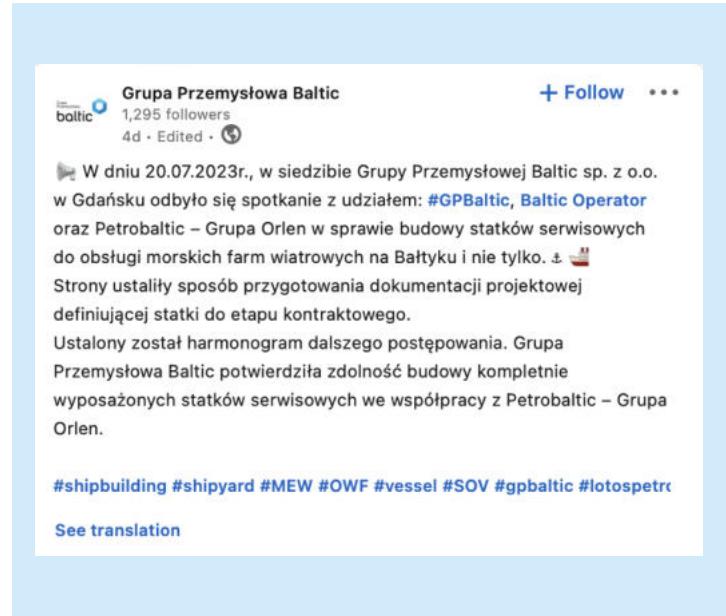 baltic
Grupa Przemysłowa Baltic
+ Follow
1,295 followers
4d • Edited •
W dniu 20.07.2023r., w siedzibie Grupy Przemysłowej Baltic sp. z o.o.
w Gdańsku odbyło się spotkanie z udziałem: #GPBaltic, Baltic Operator
oraz Petrobaltic – Grupa Orlen w sprawie budowy statków serwisowych
do obsługi morskich farm wiatrowych na Bałtyku i nie tylko. ⚓ 🚢
Strony ustaliły sposób przygotowania dokumentacji projektowej
definiującej statki do etapu kontraktowego.
Ustalony został harmonogram dalszego postępowania. Grupa
Przemysłowa Baltic potwierdziła zdolność budowy kompletnie
wyposażonych statków serwisowych we współpracy z Petrobaltic – Grupa
Orlen.
#shipbuilding #shipyard #MEW #OWF #vessel #SOV #gpbaltic #lotospetro
See translation